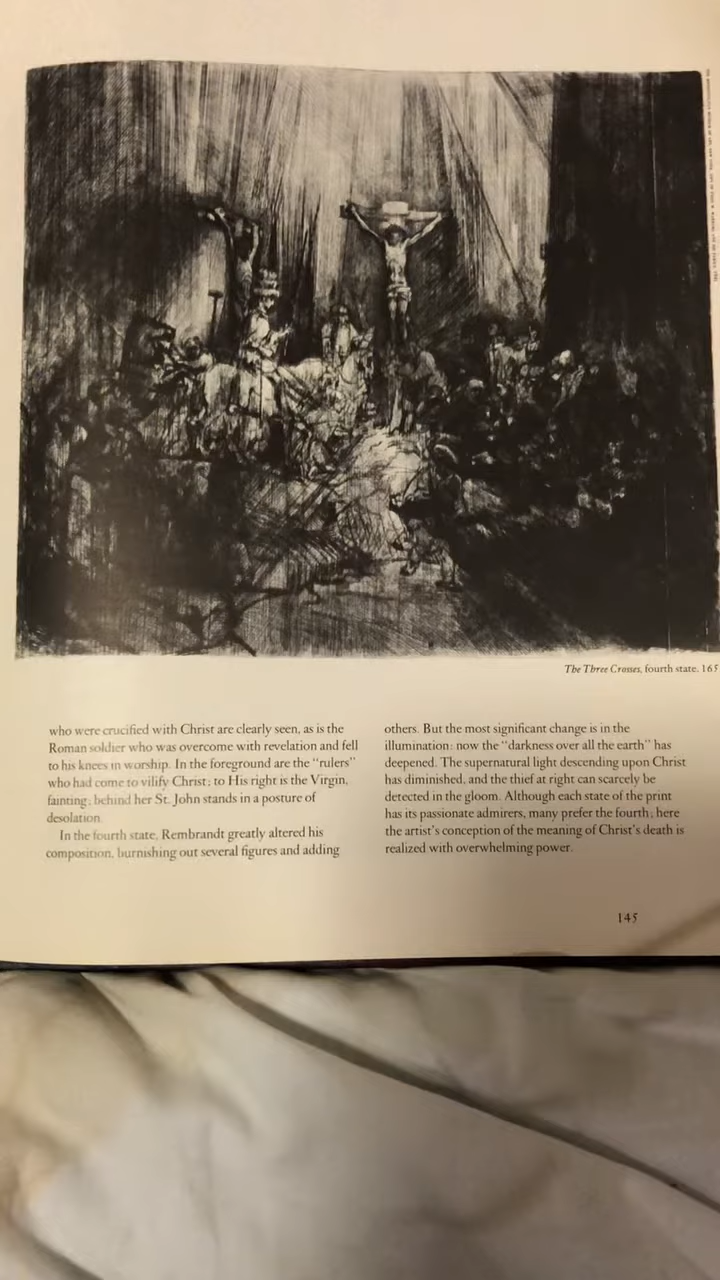 The Three Crosses, fourth state. 165
who were crucified with Christ are clearly seen, as is the
Roman soldier who was overcome with revelation and fell
to his knees in worship. In the foreground are the "rulers"
who had come to vilify Christ; to His right is the Virgin,
fainting; behind her St. John stands in a posture of
desolation.
In the fourth state, Rembrandt greatly altered his
composition, burnishing out several figures and adding
others. But the most significant change is in the
illumination: now the "darkness over all the earth" has
deepened. The supernatural light descending upon Christ
has diminished, and the thief at right can scarcely be
detected in the gloom. Although each state of the print
has its passionate admirers, many prefer the fourth; here
the artist's conception of the meaning of Christ's death is
realized with overwhelming power.
145